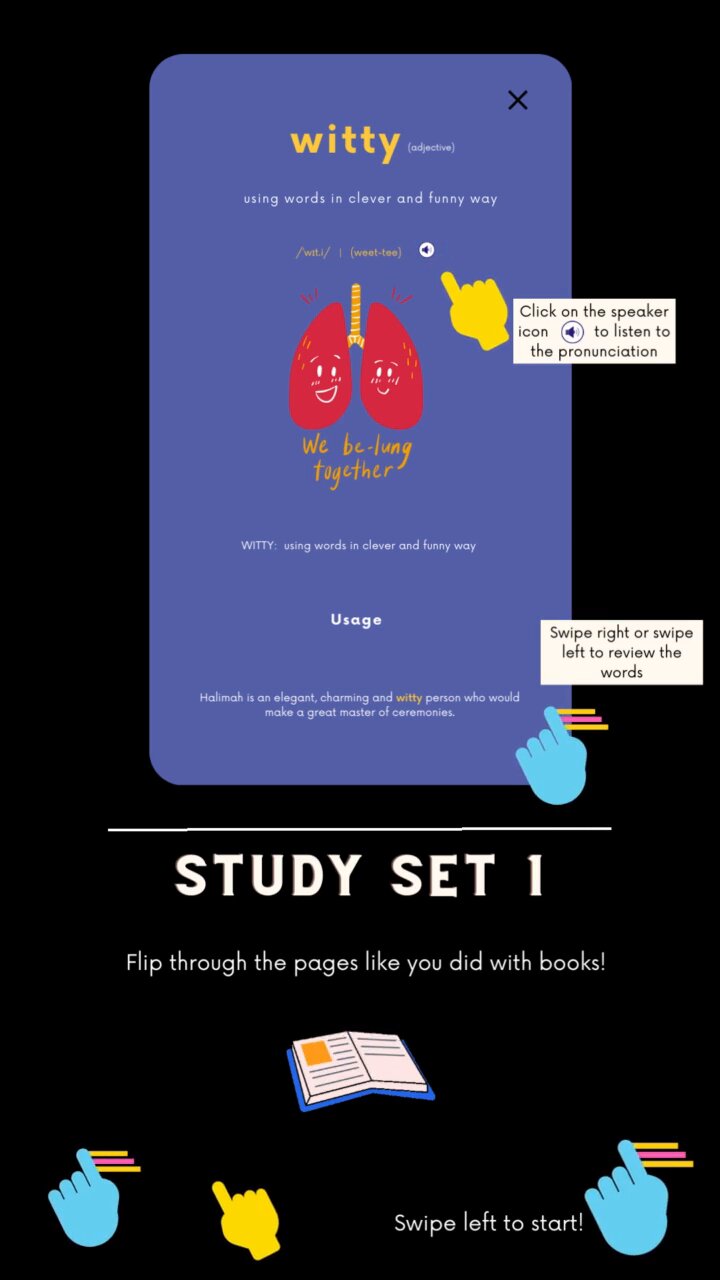 witty (adjective)
using words in clever and funny way
/'wɪt.i/ | (weet-tee)
Click on the speaker
icon to listen to
the pronunciation
We be-lung
together
WITTY: using words in clever and funny way
Usage
Swipe right or swipe
left to review the
words
Halimah is an elegant, charming and witty person who would
make a great master of ceremonies.
STUDY SET 1
Flip through the pages like you did with books!
Swipe left to start!